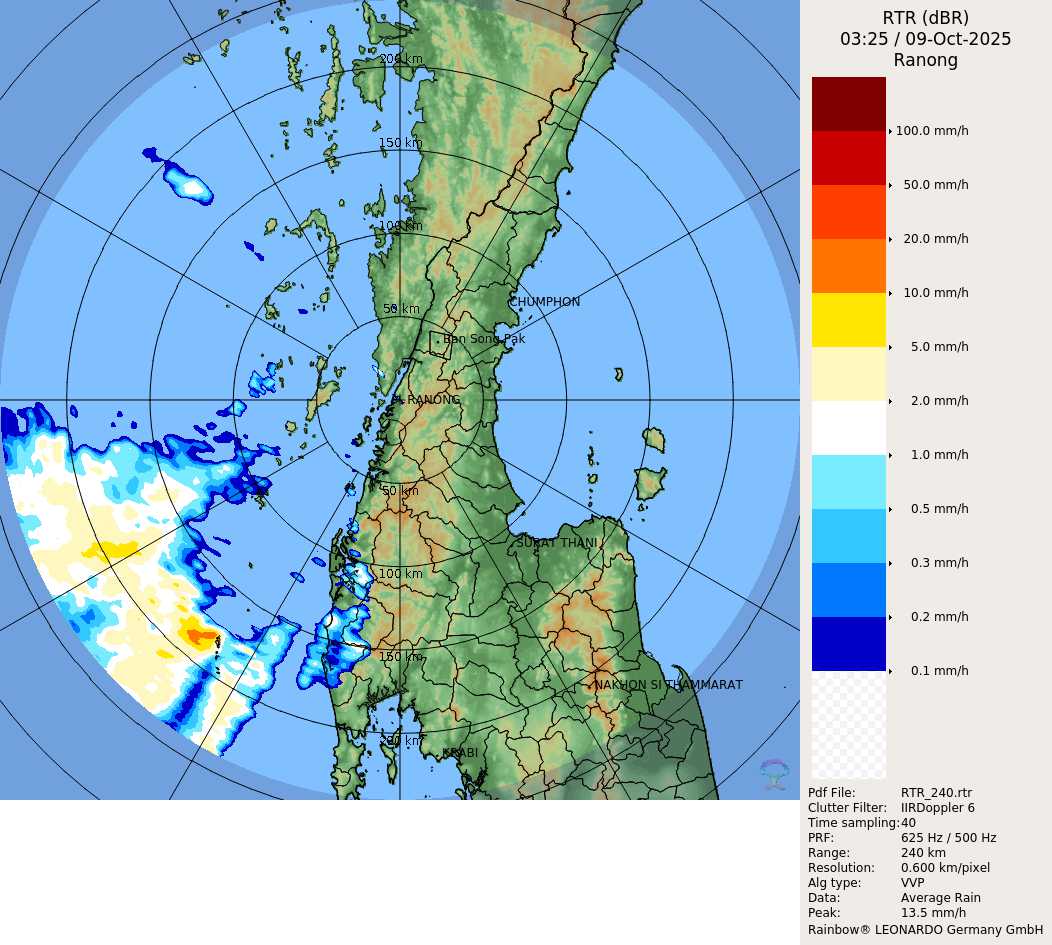 RTR (dBR)
03:25 / 09-Oct-2025
Ranong
100.0 mm/h
50.0 mm/h
20.0 mm/h
10.0 mm/h
5.0 mm/h
2.0 mm/h
1.0 mm/h
0.5 mm/h
0.3 mm/h
0.2 mm/h
0.1 mm/h
200 km
150 km
100 km
50 km
CHUMPHON
Ban Song Pak
RANONG
50 km
SURAT THANI
100 km
150 km
NAKHON SI THAMMARAT
200 km
KRABI
Pdf File: RTR_240.rtr
Clutter Filter: IIRDoppler 6
Time sampling: 40
PRF: 625 Hz / 500 Hz
Range: 240 km
Resolution: 0.600 km/pixel
Alg type: VVP
Data: Average Rain
Peak: 13.5 mm/h
Rainbow® LEONARDO Germany GmbH